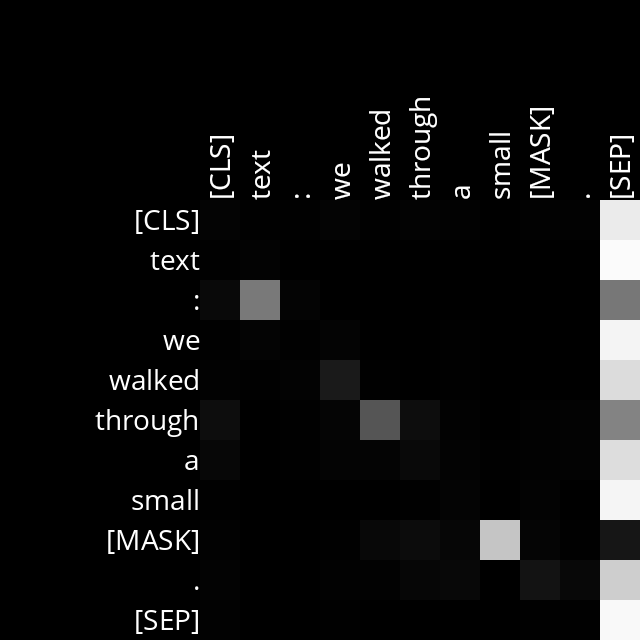 [CLS] text : we walked through a small [MASK] . [SEP]
[CLS]
text
:
we
walked
through
a
small
[MASK]
.
[SEP]